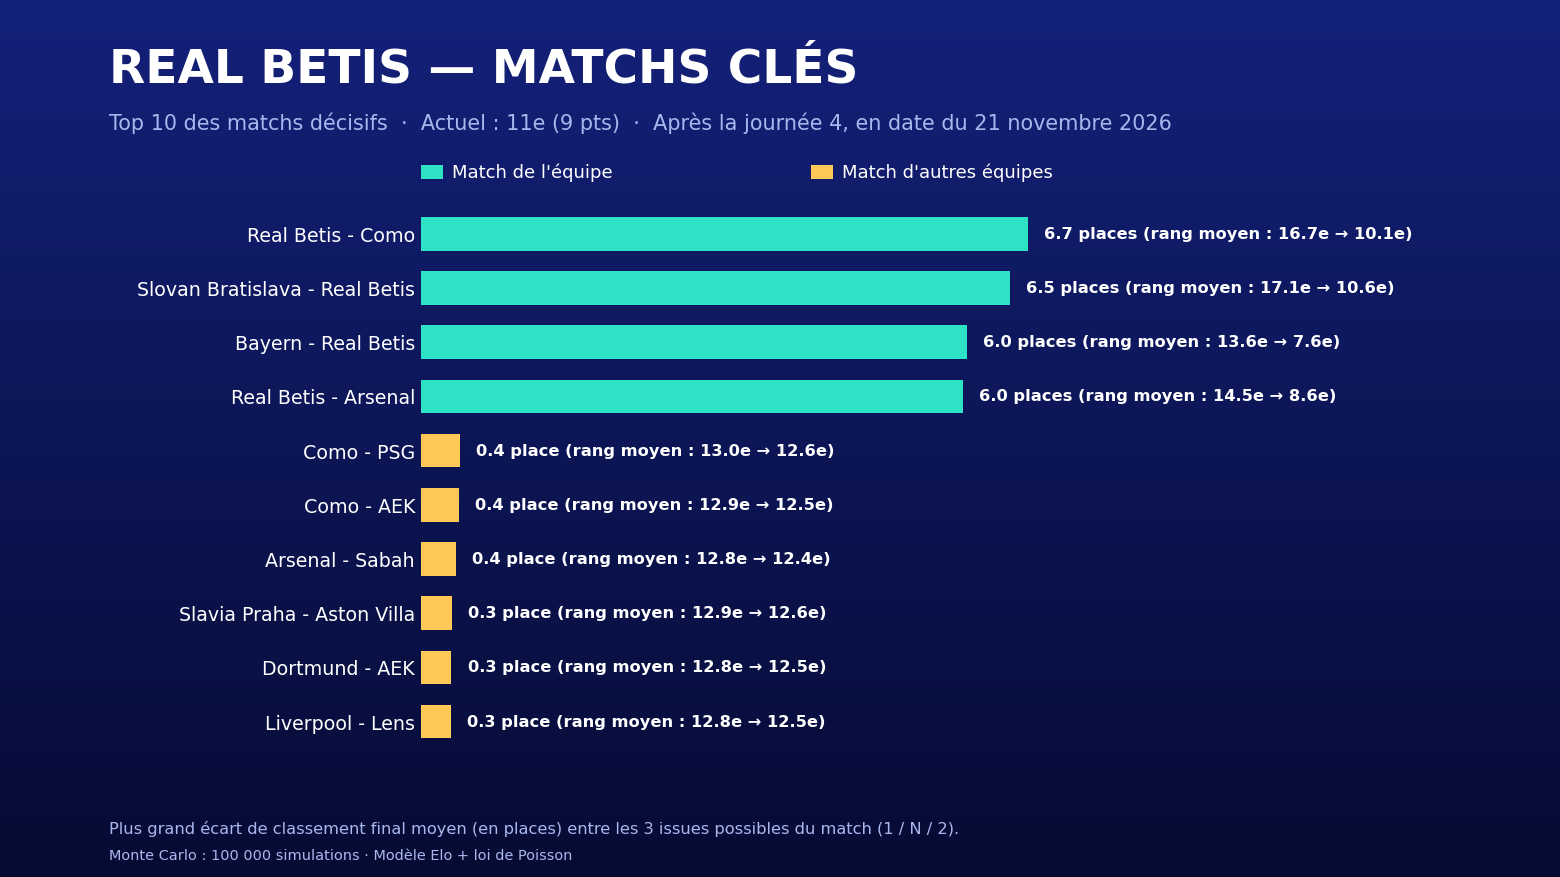 REAL BETIS — MATCHS CLÉS
Top 10 des matchs décisifs · Actuel : 11e (9 pts) · Après la journée 4, en date du 21 novembre 2026
Match de l'équipe
Match d'autres équipes
Real Betis - Como 6.7 places (rang moyen : 16.7e → 10.1e)
Slovan Bratislava - Real Betis 6.5 places (rang moyen : 17.1e → 10.6e)
Bayern - Real Betis 6.0 places (rang moyen : 13.6e → 7.6e)
Real Betis - Arsenal 6.0 places (rang moyen : 14.5e → 8.6e)
Como - PSG 0.4 place (rang moyen : 13.0e → 12.6e)
Como - AEK 0.4 place (rang moyen : 12.9e → 12.5e)
Arsenal - Sabah 0.4 place (rang moyen : 12.8e → 12.4e)
Slavia Praha - Aston Villa 0.3 place (rang moyen : 12.9e → 12.6e)
Dortmund - AEK 0.3 place (rang moyen : 12.8e → 12.5e)
Liverpool - Lens 0.3 place (rang moyen : 12.8e → 12.5e)
Plus grand écart de classement final moyen (en places) entre les 3 issues possibles du match (1 / N / 2).
Monte Carlo : 100 000 simulations · Modèle Elo + loi de Poisson